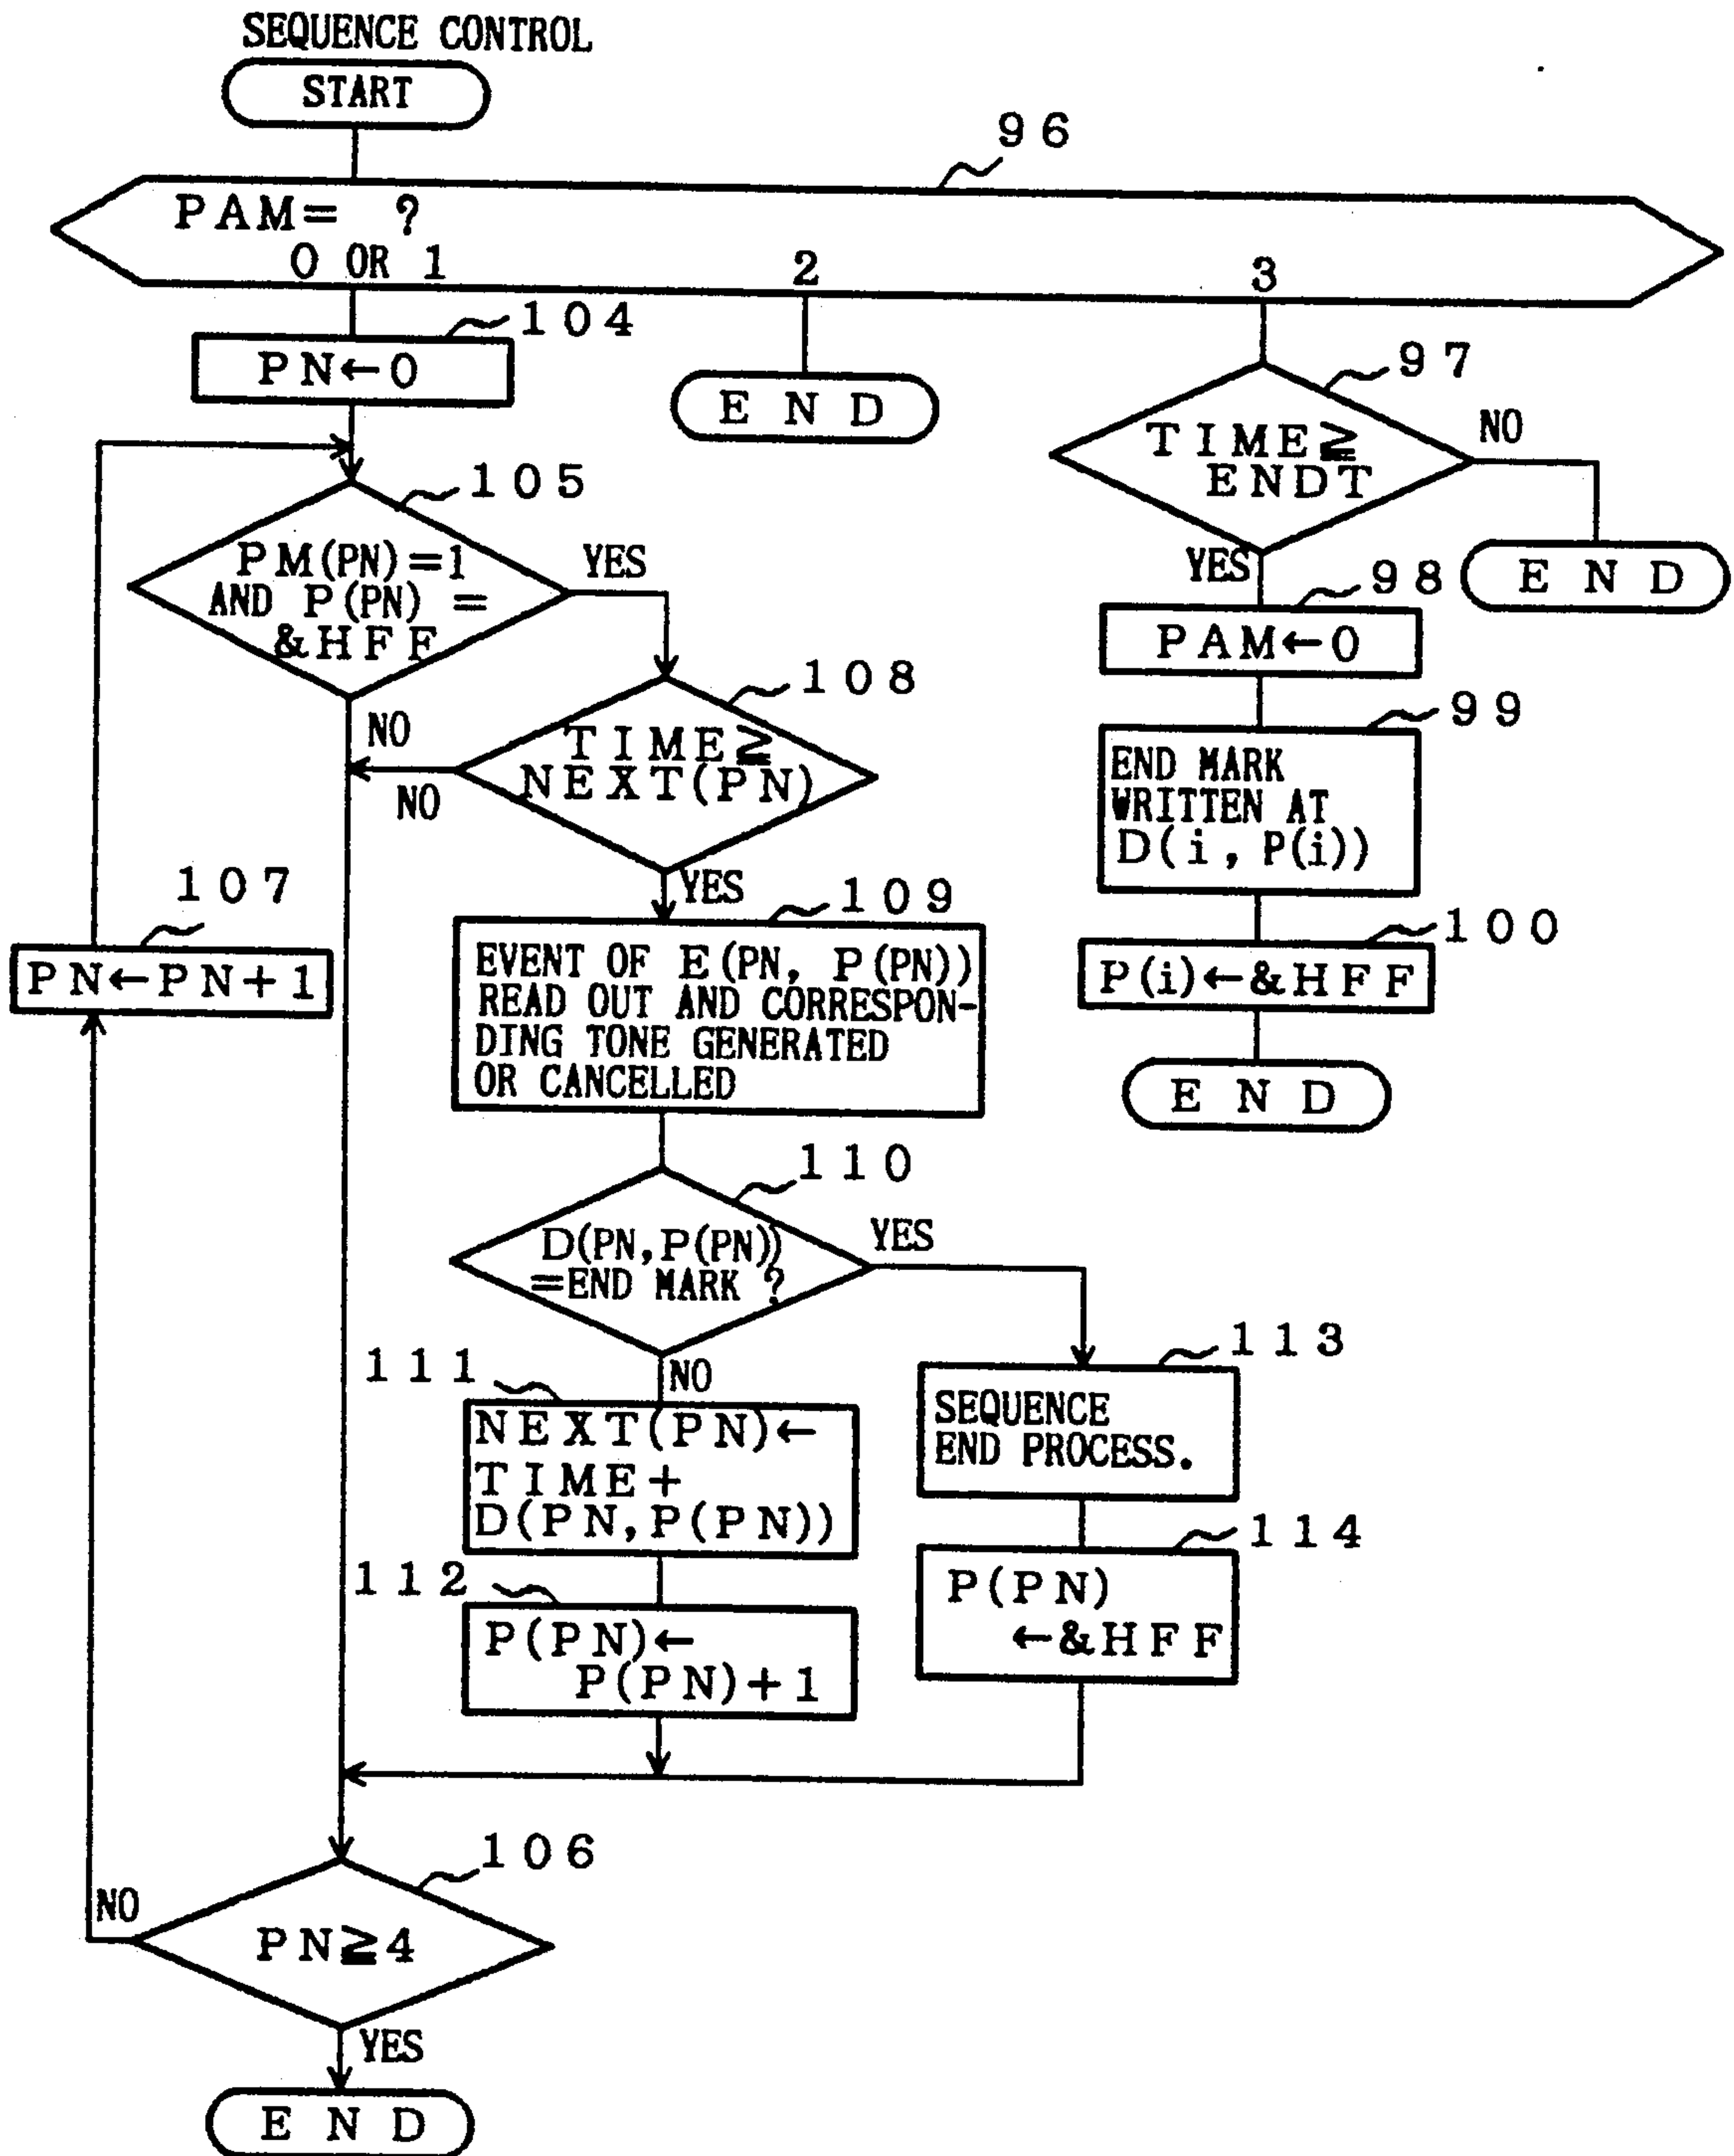 SEQUENCE CONTROL
START
96
PAM= ?
0 OR 1
2
3
104
PN←0
END
97
TIME≧
ENDT
NO
YES
END
105
PM(PN)=1
AND P(PN) =
&HFF
YES
NO
98
PAM←0
108
TIME≧
NEXT(PN)
NO
YES
99
END MARK
WRITTEN AT
D(i, P(i))
107
PN←PN+1
109
EVENT OF E(PN, P(PN))
READ OUT AND CORRESPON-
DING TONE GENERATED
OR CANCELLED
100
P(i)←&HFF
END
110
D(PN,P(PN))
=END MARK ?
YES
NO
111
NEXT(PN)←
TIME+
D(PN,P(PN))
113
SEQUENCE
END PROCESS.
112
P(PN)←
P(PN)+1
114
P(PN)
←&HFF
106
PN≧4
NO
YES
END